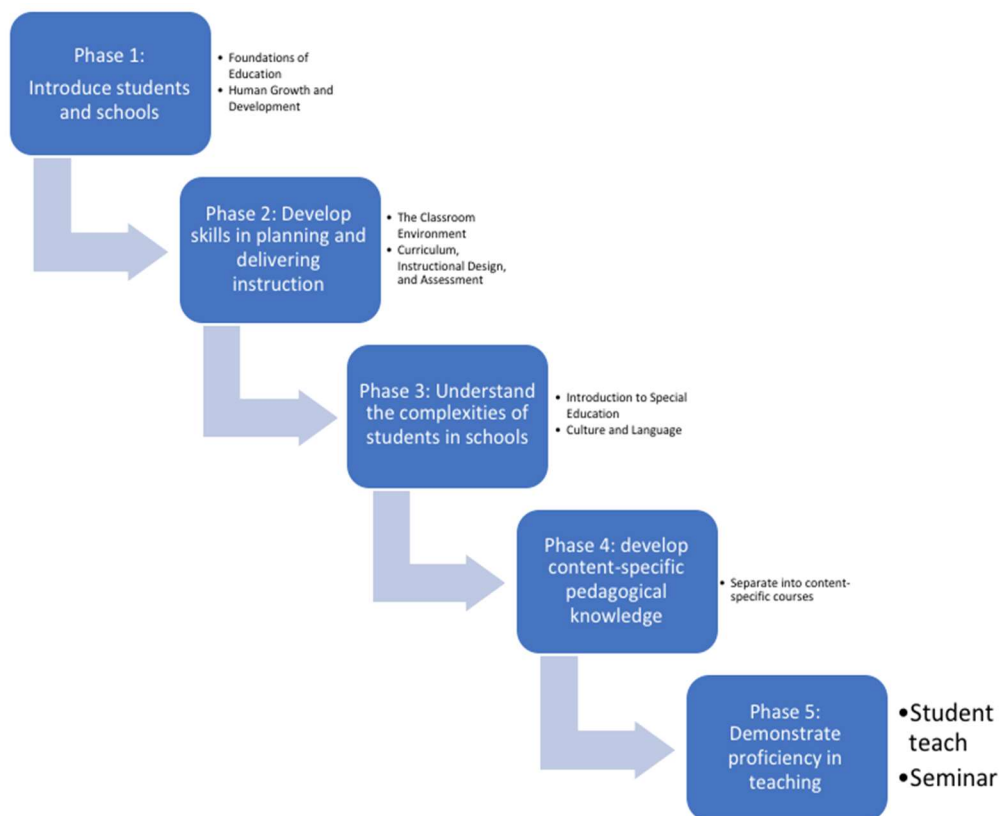 Phase 1:
Introduce students
and schools
• Foundations of
Education
• Human Growth and
Development
Phase 2: Develop
skills in planning and
delivering
instruction
• The Classroom
Environment
• Curriculum,
Instructional Design,
and Assessment
Phase 3: Understand
the complexities of
students in schools
• Introduction to Special
Education
• Culture and Language
Phase 4: develop
content-specific
pedagogical
knowledge
• Separate into content-
specific courses
Phase 5:
Demonstrate
proficiency in
teaching
•Student
teach
•Seminar